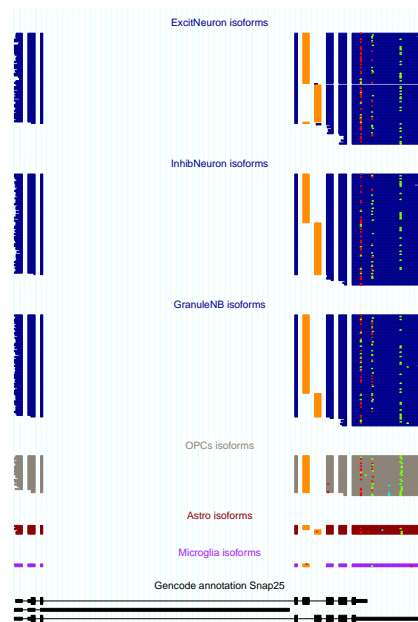 ExcitNeuron isoforms
InhibNeuron isoforms
GranuleNB isoforms
OPCs isoforms
Astro isoforms
Microglia isoforms
Gencode annotation Snap25